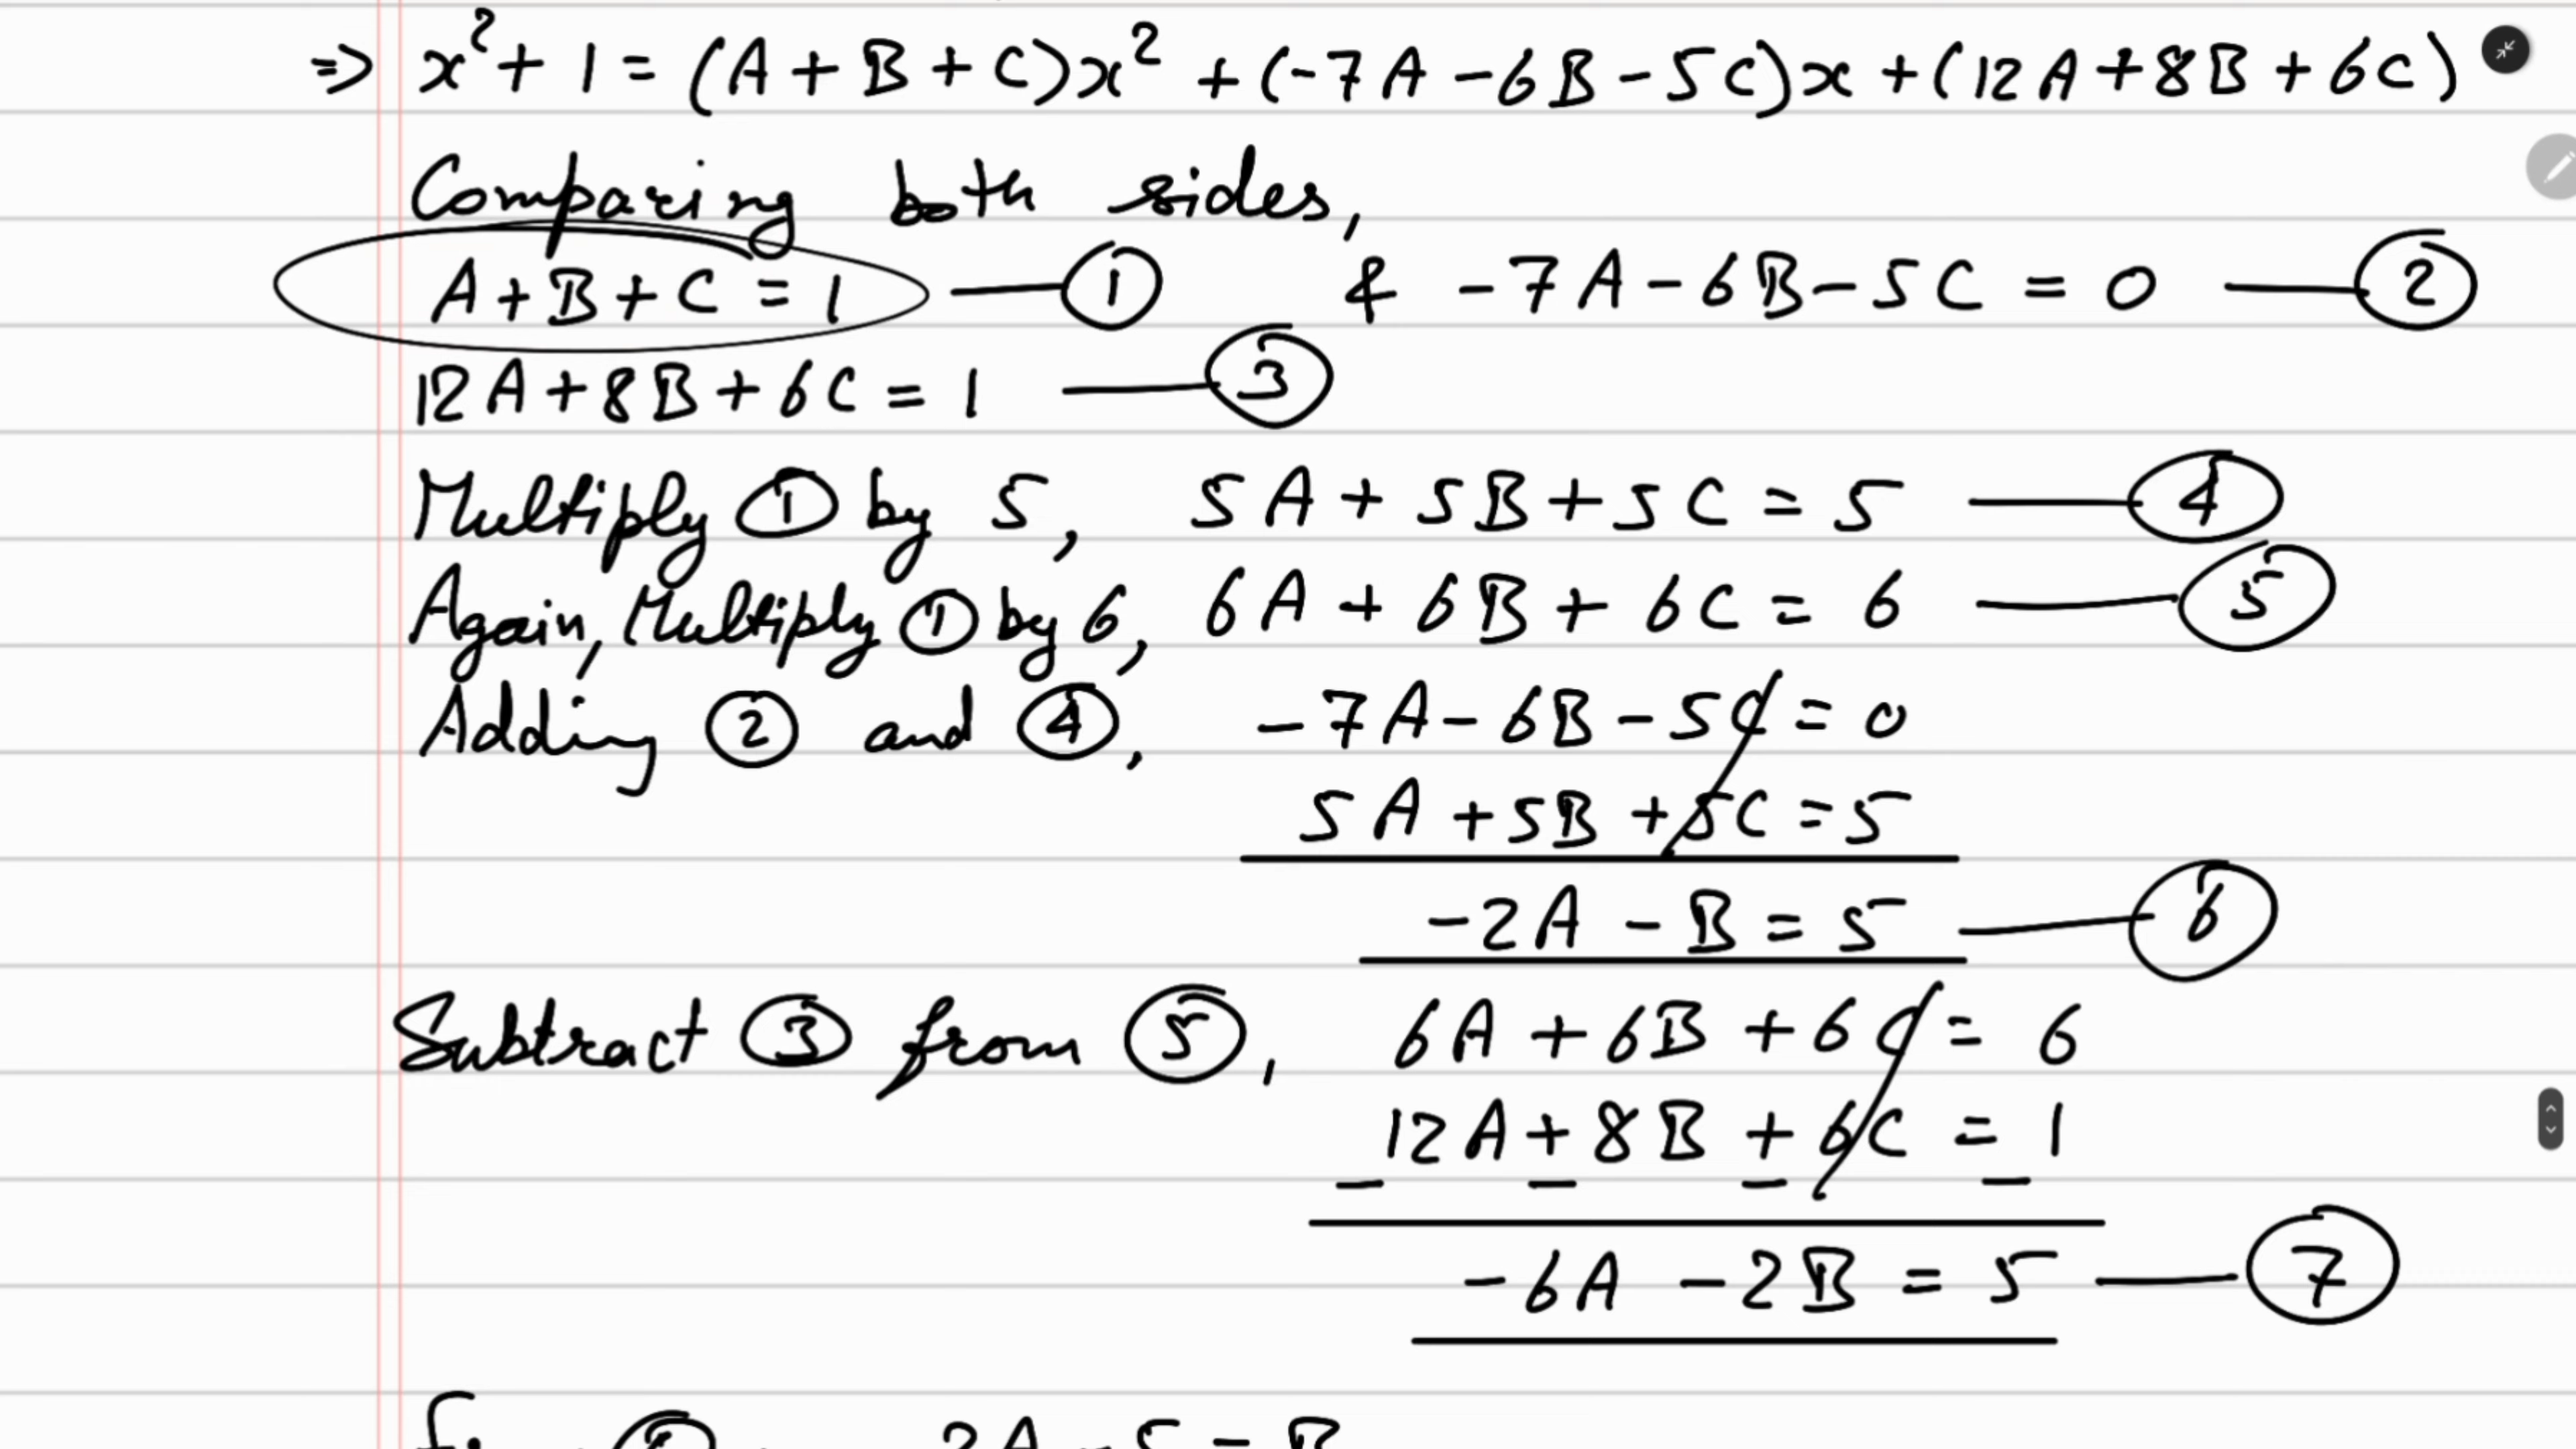 ⇒ x² + 1 = (A + B + C)x² + (-7A - 6B - 5C)x + (12A + 8B + 6C)
Comparing both sides,
A + B + C = 1 — ① & -7A - 6B - 5C = 0 — ②
12A + 8B + 6C = 1 — ③
Multiply ① by 5, 5A + 5B + 5C = 5 — ④
Again, Multiply ① by 6, 6A + 6B + 6C = 6 — ⑤
Adding ② and ④, -7A - 6B - 5C = 0
5A + 5B + 5C = 5
-2A - B = 5 — ⑥
Subtract ③ from ⑤, 6A + 6B + 6C = 6
12A + 8B + 6C = 1
- - - -
-6A - 2B = 5 — ⑦